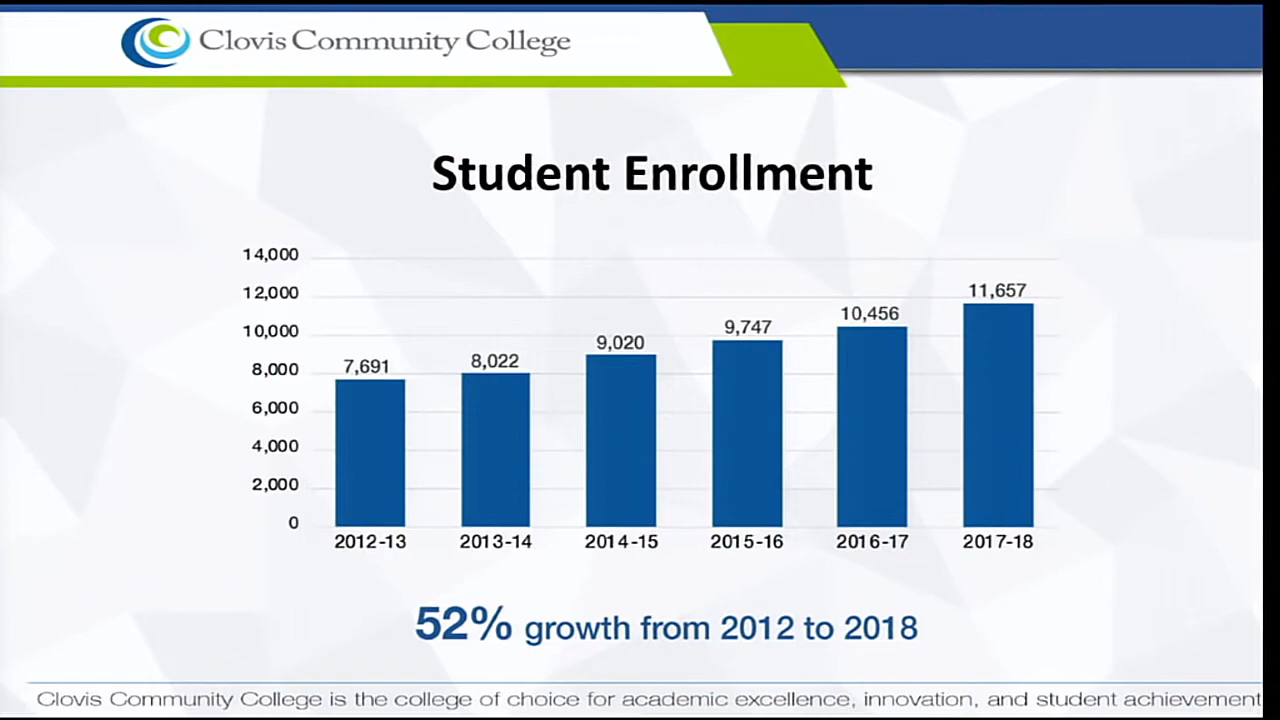 Clovis Community College
Student Enrollment
14,000
12,000
10,000
8,000
6,000
4,000
2,000
0
7,691
8,022
9,020
9,747
10,456
11,657
2012-13 2013-14 2014-15 2015-16 2016-17 2017-18
52% growth from 2012 to 2018
Clovis Community College is the college of choice for academic excellence, innovation, and student achievement